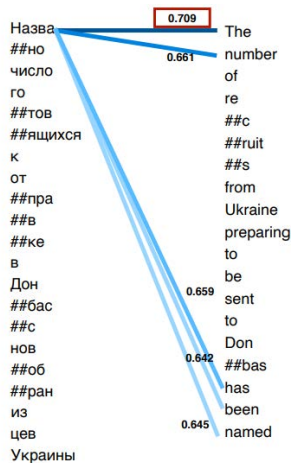 0.709
Назва
##но
число
го
##тов
##ящихся
к
от
##пра
##в
##ке
в
Дон
##бас
##с
нов
##об
##ран
из
цев
Украины
The
number
of
re
##c
##ruit
##s
from
Ukraine
preparing
to
be
sent
to
Don
##bas
has
been
named
0.661
0.659
0.642
0.645